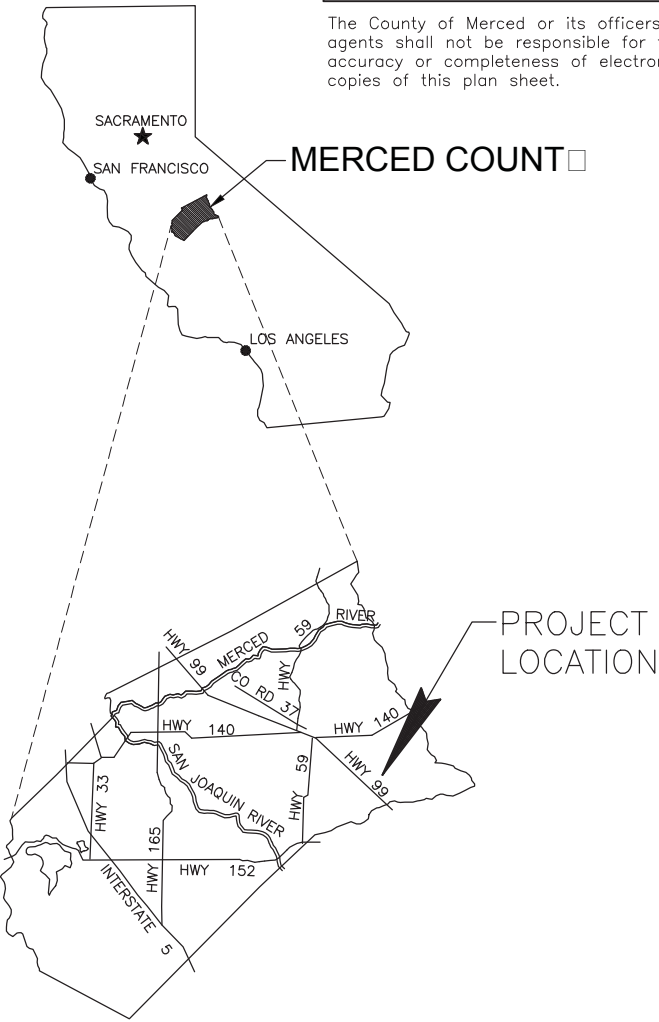 The County of Merced or its officers
agents shall not be responsible for
accuracy or completeness of electron
copies of this plan sheet.
SACRAMENTO
SAN FRANCISCO
MERCED COUNT□
LOS ANGELES
PROJECT
LOCATION
HWY 99
MERCED
59
RIVER
HWY
CO RD 37
HWY 140
HWY 140
HWY 33
SAN JOAQUIN RIVER
59
HWY
HWY 99
HWY 165
HWY 152
INTERSTATE 5